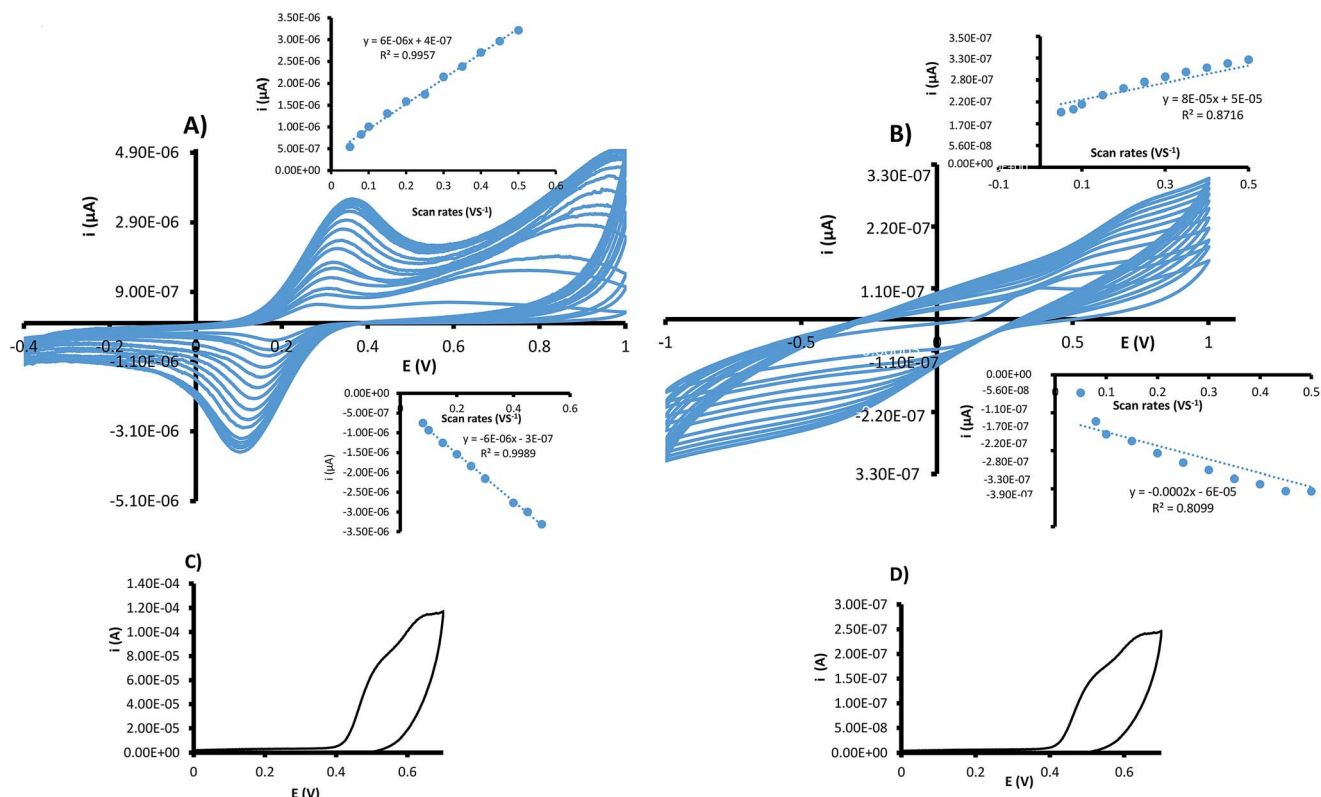 A)
i (µA)
4.90E-06
2.90E-06
9.00E-07
-1.10E-06
-3.10E-06
-5.10E-06
-0.4
-0.2
0
0.2
0.4
0.6
0.8
1
E (V)
i (µA)
3.50E-06
3.00E-06
2.50E-06
2.00E-06
1.50E-06
1.00E-06
5.00E-07
0.00E+00
y = 6E-06x + 4E-07
R² = 0.9957
0
0.1
0.2
0.3
0.4
0.5
0.6
Scan rates (VS⁻¹)
0.00E+00
-5.00E-07
-1.00E-06
-1.50E-06
-2.00E-06
-2.50E-06
-3.00E-06
-3.50E-06
i (µA)
0
0.2
0.4
0.6
Scan rates (VS⁻¹)
y = -6E-06x - 3E-07
R² = 0.9989
B)
i (µA)
3.30E-07
2.20E-07
1.10E-07
-1.10E-07
-2.20E-07
3.30E-07
-1
-0.5
0
0.5
1
E (V)
i (µA)
3.50E-07
3.30E-07
2.80E-07
2.20E-07
1.70E-07
5.60E-08
0.00E+00
y = 8E-05x + 5E-05
R² = 0.8716
Scan rates (VS⁻¹)
-0.1
0.1
0.3
0.5
0.00E+00
-5.60E-08
-1.10E-07
-1.70E-07
-2.20E-07
-2.80E-07
-3.30E-07
-3.90E-07
i (µA)
0
0.1
0.2
0.3
0.4
0.5
Scan rates (VS⁻¹)
y = -0.0002x - 6E-05
R² = 0.8099
C)
i (A)
1.40E-04
1.20E-04
1.00E-04
8.00E-05
6.00E-05
4.00E-05
2.00E-05
0.00E+00
0
0.2
0.4
0.6
E (V)
D)
i (A)
3.00E-07
2.50E-07
2.00E-07
1.50E-07
1.00E-07
5.00E-08
0.00E+00
0
0.2
0.4
0.6
E (V)